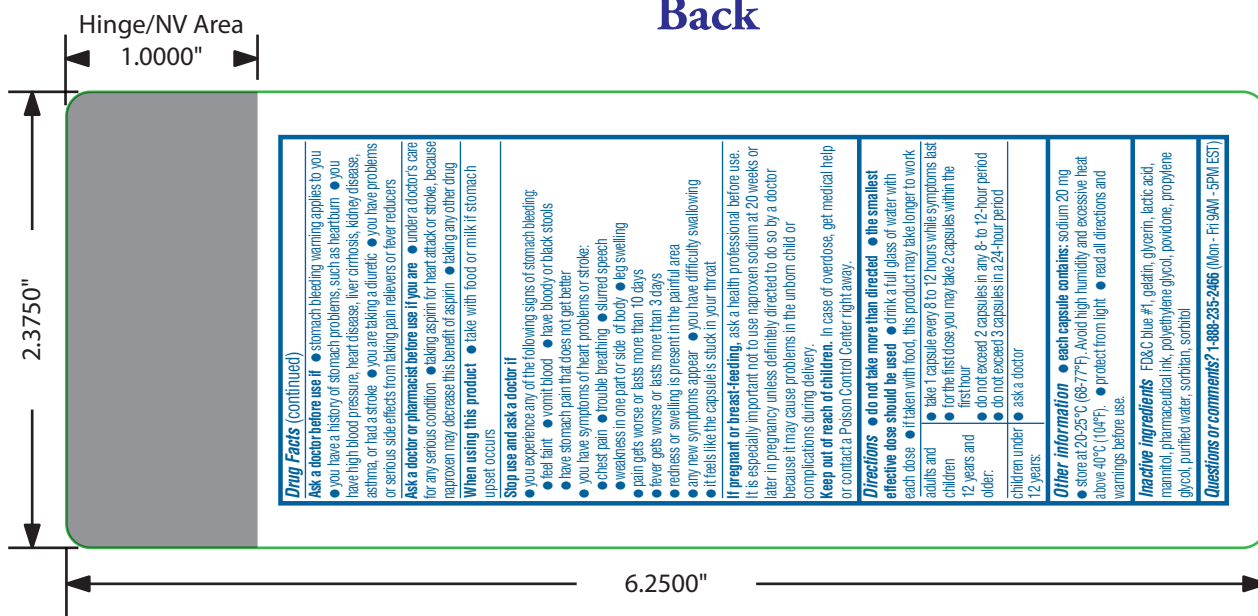 Back
Hinge/NV Area
1.0000"
2.3750"
Drug Facts (continued)
Ask a doctor before use if ● stomach bleeding warning applies to you
● you have a history of stomach problems, such as heartburn ● you
have high blood pressure, heart disease, liver cirrhosis, kidney disease,
asthma, or had a stroke ● you are taking a diuretic ● you have problems
or serious side effects from taking pain relievers or fever reducers
Ask a doctor or pharmacist before use if you are ● under a doctor's care
for any serious condition ● taking aspirin for heart attack or stroke, because
naproxen may decrease this benefit of aspirin ● taking any other drug
When using this product ● take with food or milk if stomach
upset occurs
Stop use and ask a doctor if
● you experience any of the following signs of stomach bleeding:
● feel faint ● vomit blood ● have bloody or black stools
● have stomach pain that does not get better
● you have symptoms of heart problems or stroke:
● chest pain ● trouble breathing ● slurred speech
● weakness in one part or side of body ● leg swelling
● pain gets worse or lasts more than 10 days
● fever gets worse or lasts more than 3 days
● redness or swelling is present in the painful area
● any new symptoms appear ● you have difficulty swallowing
● it feels like the capsule is stuck in your throat
If pregnant or breast-feeding, ask a health professional before use.
It is especially important not to use naproxen sodium at 20 weeks or
later in pregnancy unless definitely directed to do so by a doctor
because it may cause problems in the unborn child or
complications during delivery.
Keep out of reach of children. In case of overdose, get medical help
or contact a Poison Control Center right away.
Directions ● do not take more than directed ● the smallest
effective dose should be used ● drink a full glass of water with
each dose ● if taken with food, this product may take longer to work
adults and
children
12 years and
older:
● take 1 capsule every 8 to 12 hours while symptoms last
● for the first dose you may take 2 capsules within the
first hour
● do not exceed 2 capsules in any 8- to 12-hour period
● do not exceed 3 capsules in a 24-hour period
children under
12 years:
● ask a doctor
Other information ● each capsule contains: sodium 20 mg
● store at 20-25°C (68-77°F). Avoid high humidity and excessive heat
above 40°C (104°F). ● protect from light ● read all directions and
warnings before use.
Inactive ingredients FD&C blue #1, gelatin, glycerin, lactic acid,
mannitol, pharmaceutical ink, polyethylene glycol, povidone, propylene
glycol, purified water, sorbitan, sorbitol
Questions or comments? 1-888-235-2466 (Mon - Fri 9AM - 5PM EST)
6.2500"